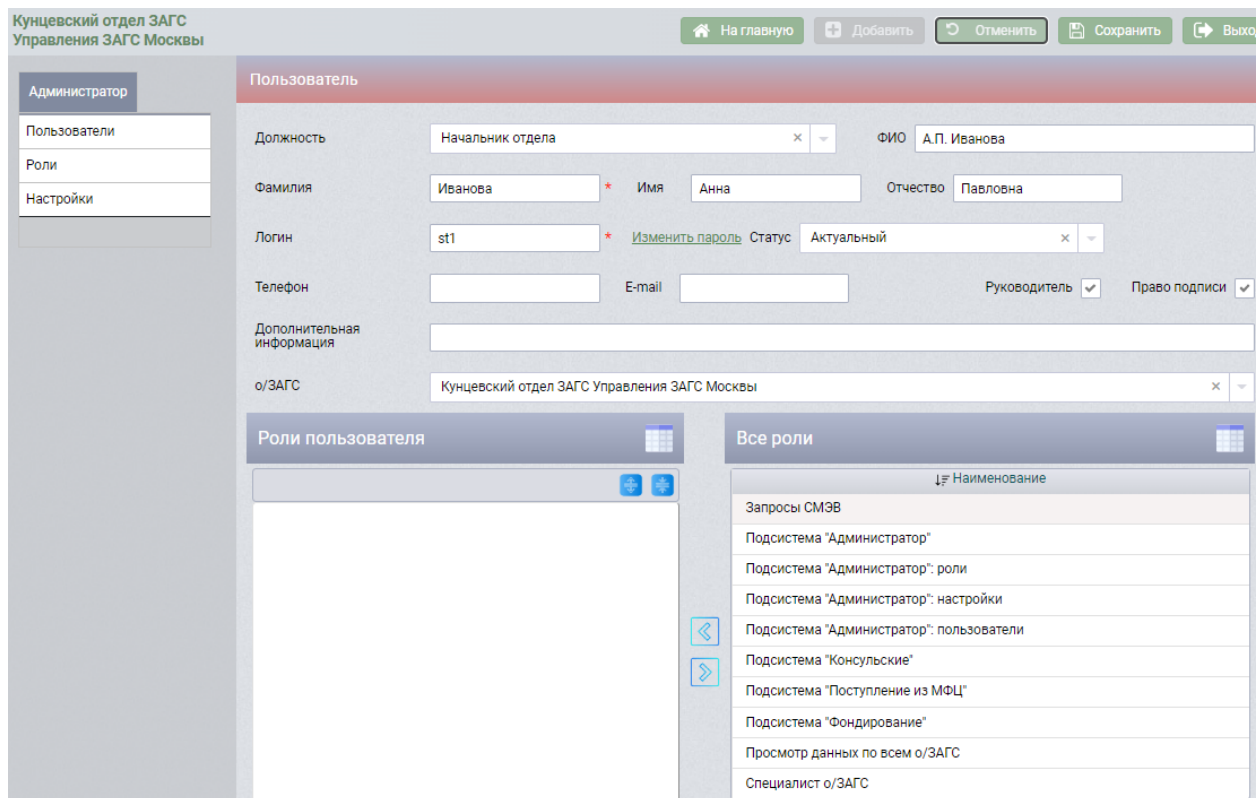 Кунцевский отдел ЗАГС
Управления ЗАГС Москвы
На главную Добавить Отменить Сохранить Выхо
Администратор
Пользователи
Роли
Настройки
Пользователь
Должность Начальник отдела ФИО А.П. Иванова
Фамилия Иванова * Имя Анна Отчество Павловна
Логин st1 * Изменить пароль Статус Актуальный
Телефон E-mail Руководитель Право подписи
Дополнительная
информация
о/ЗАГС Кунцевский отдел ЗАГС Управления ЗАГС Москвы
Роли пользователя
Все роли
Наименование
Запросы СМЭВ
Подсистема "Администратор"
Подсистема "Администратор": роли
Подсистема "Администратор": настройки
Подсистема "Администратор": пользователи
Подсистема "Консульские"
Подсистема "Поступление из МФЦ"
Подсистема "Фондирование"
Просмотр данных по всем о/ЗАГС
Специалист о/ЗАГС